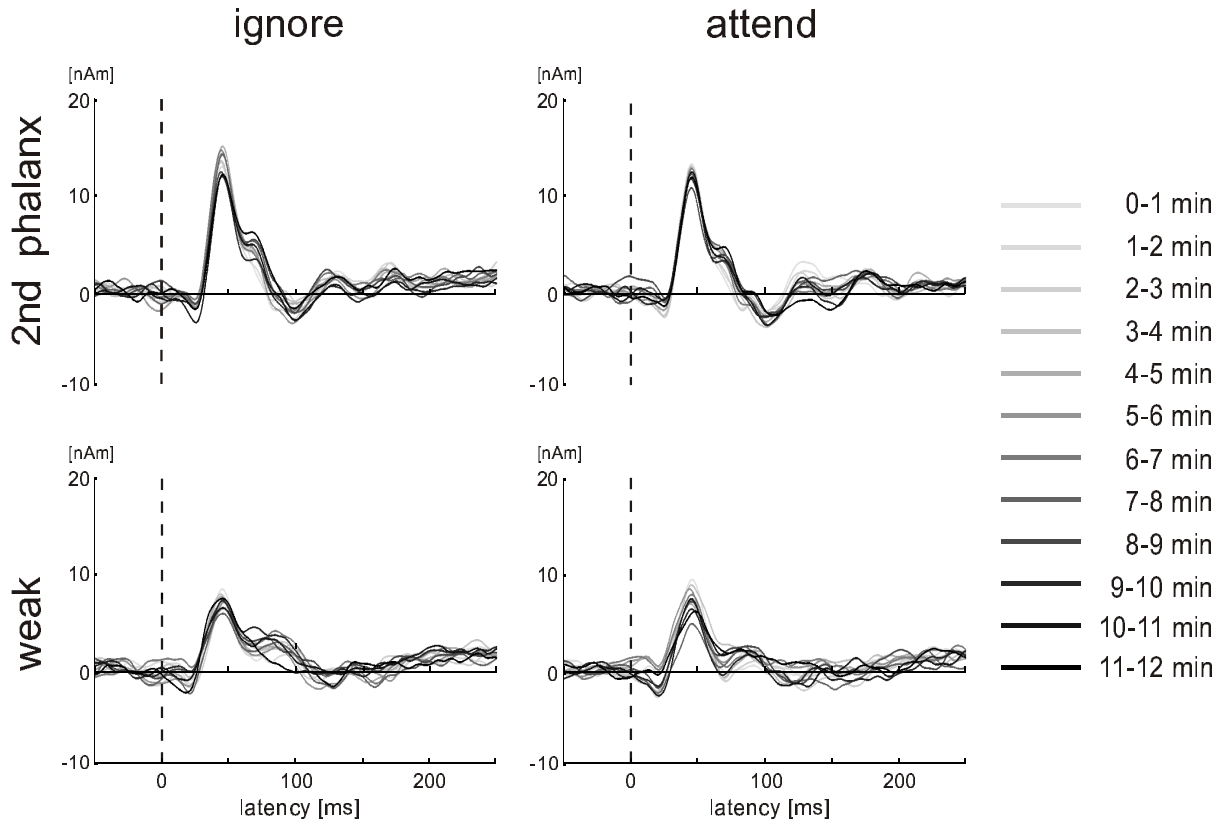 ignore
attend
2nd phalanx
[nAm]
20
10
0
-10
[nAm]
20
10
0
-10
weak
[nAm]
20
10
0
-10
0
100
200
latency [ms]
[nAm]
20
10
0
-10
0
100
200
latency [ms]
0-1 min
1-2 min
2-3 min
3-4 min
4-5 min
5-6 min
6-7 min
7-8 min
8-9 min
9-10 min
10-11 min
11-12 min